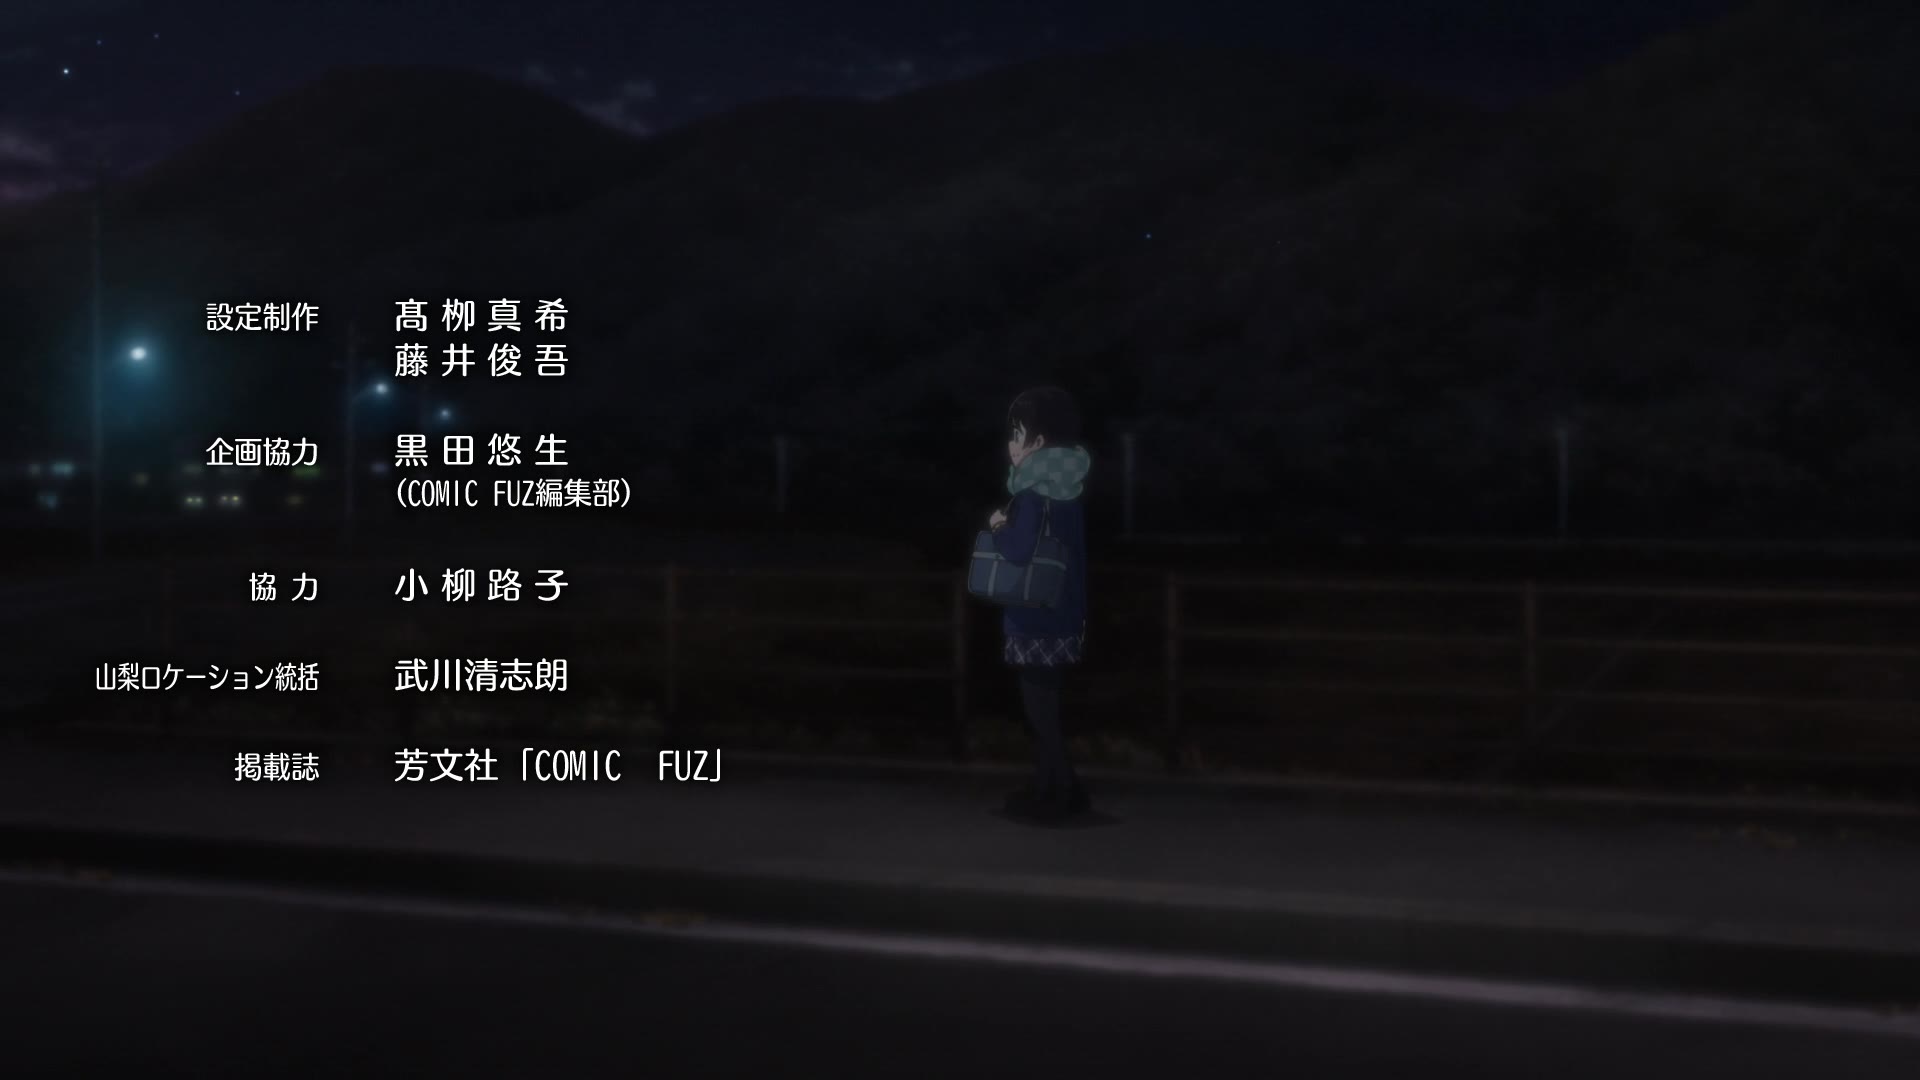 設定制作 髙栁真希
藤井俊吾
企画協力 黒田悠生
(COMIC FUZ編集部)
協力 小柳路子
山梨ロケーション統括 武川清志朗
掲載誌 芳文社「COMIC FUZ」